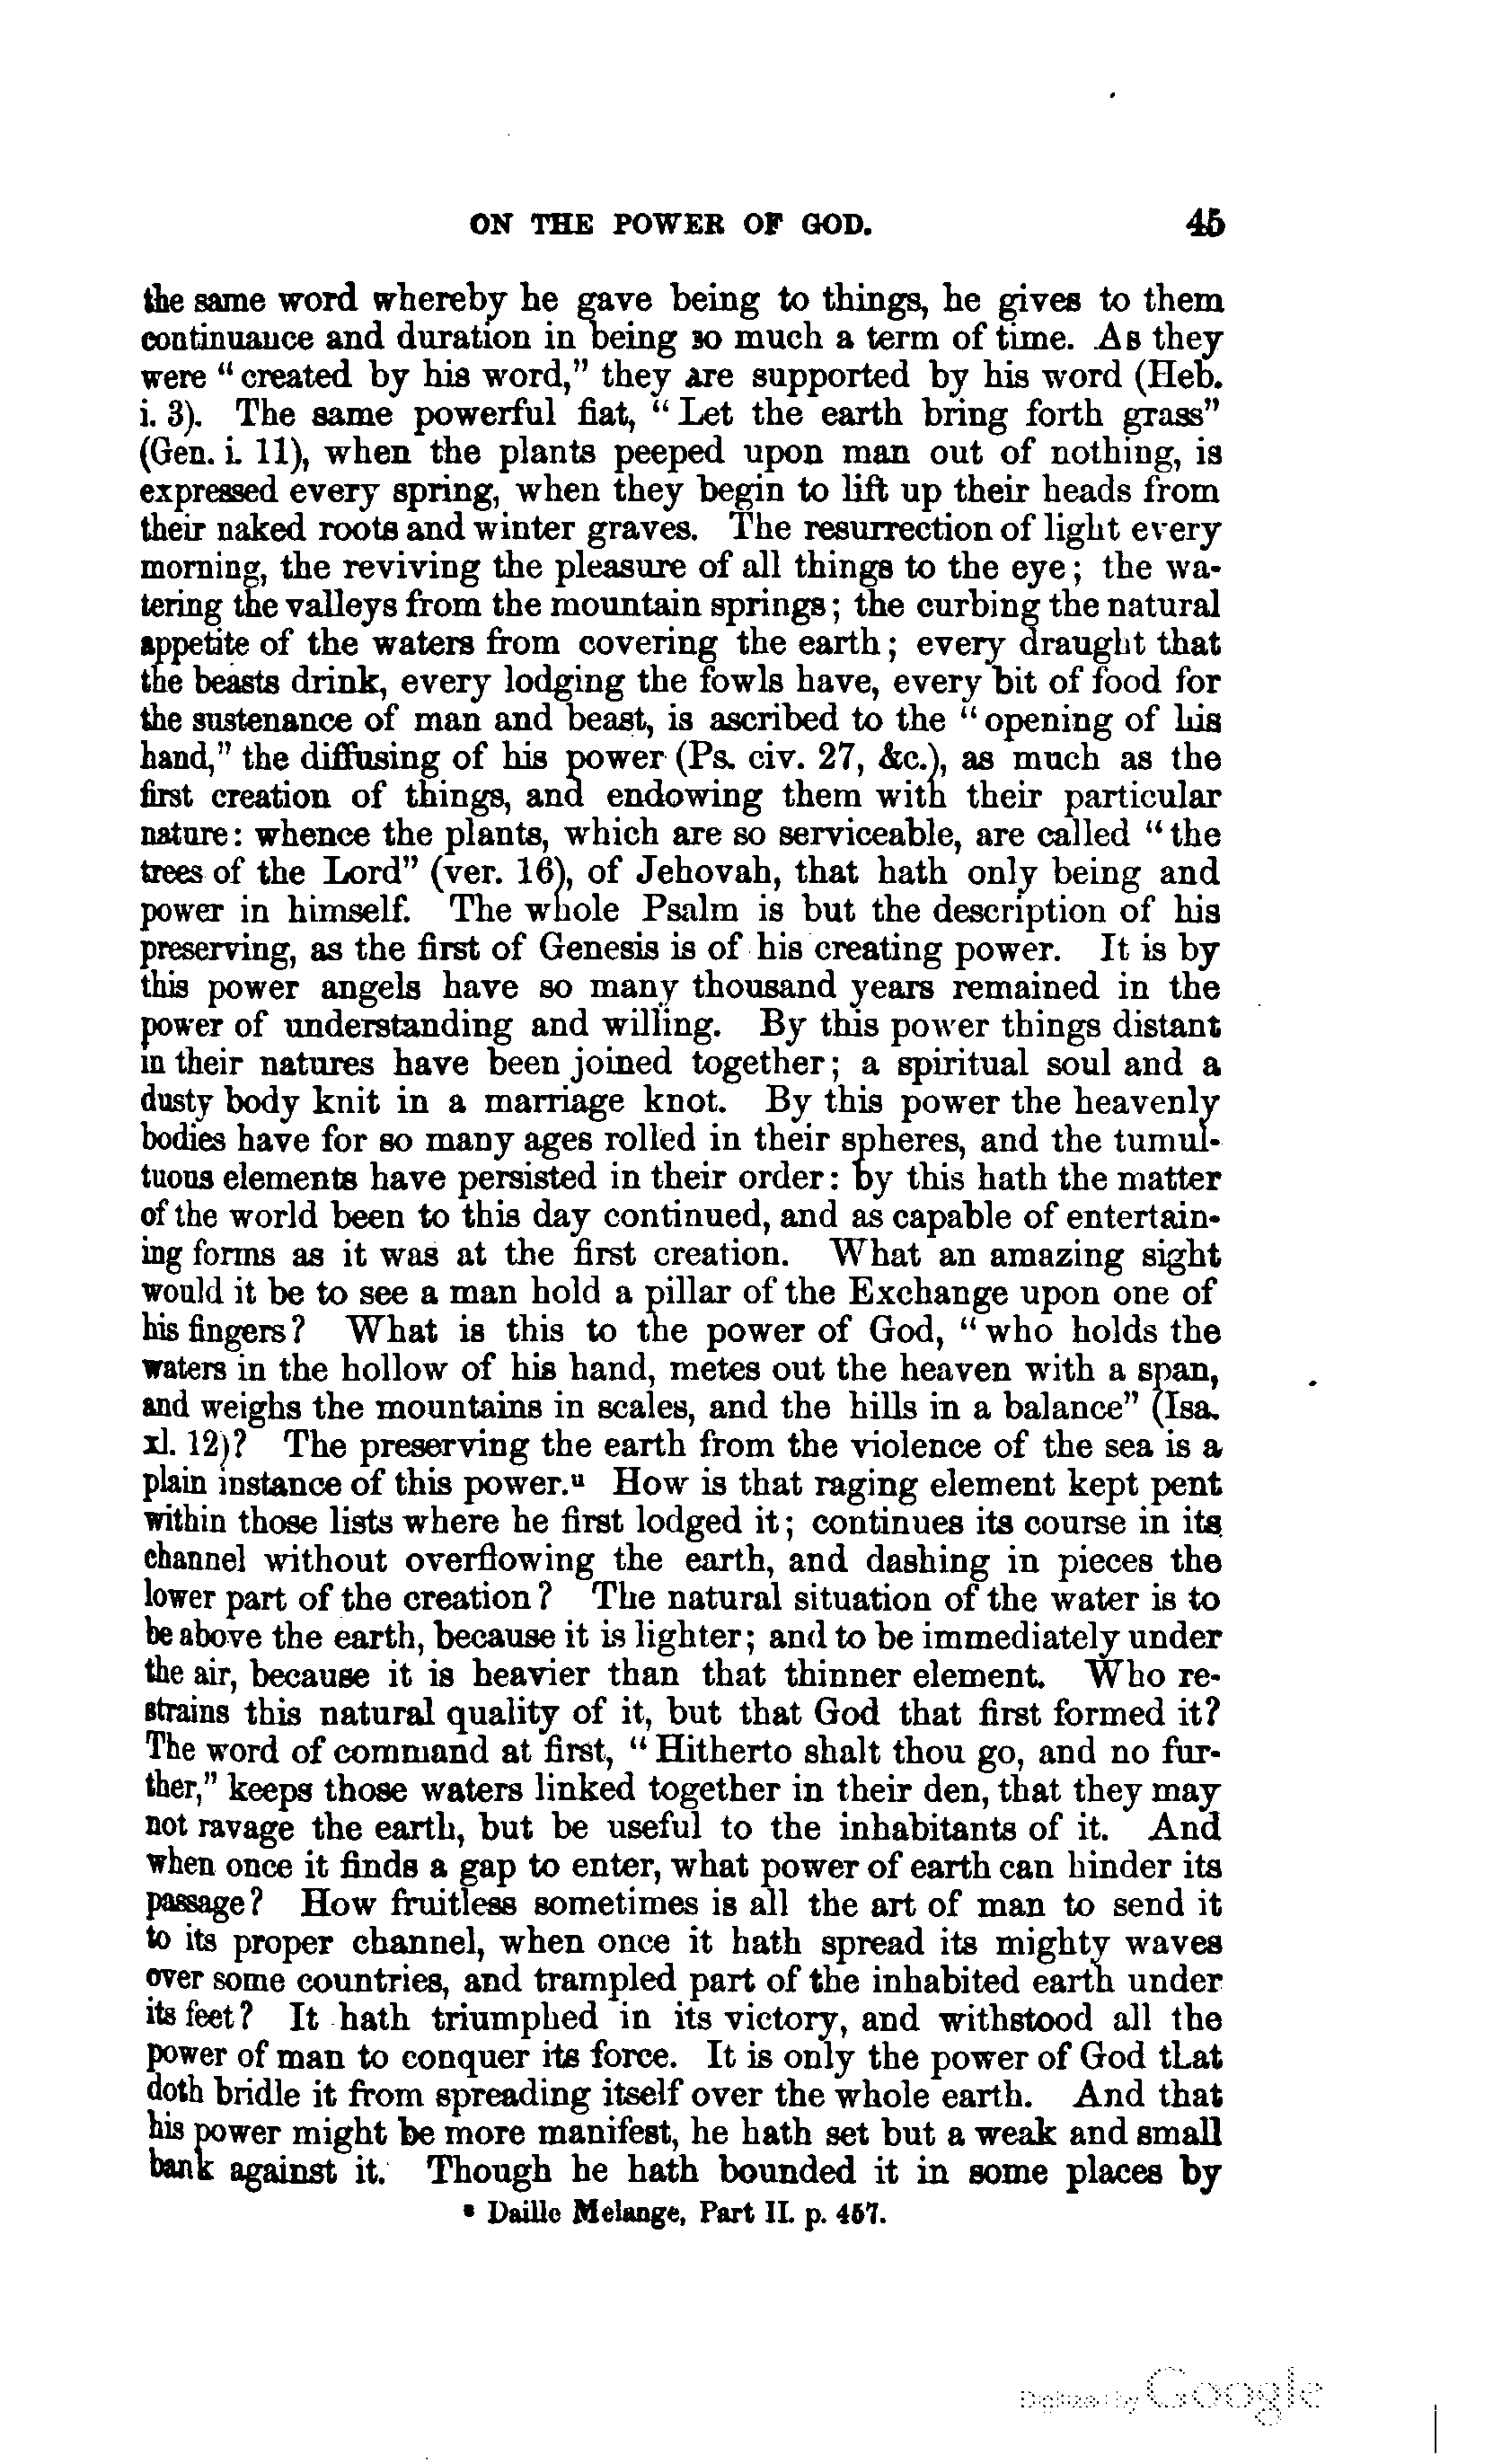 ON THE POWER OF GOD. 45
the same word whereby he gave being to things, he gives to them
continuance and duration in being so much a term of time. As they
were "created by his word," they are supported by his word (Heb.
i. 3). The same powerful fiat, "Let the earth bring forth grass"
(Gen. i. 11), when the plants peeped upon man out of nothing, is
expressed every spring, when they begin to lift up their heads from
their naked roots and winter graves. The resurrection of light every
morning, the reviving the pleasure of all things to the eye; the wa-
tering the valleys from the mountain springs; the curbing the natural
appetite of the waters from covering the earth; every draught that
the beasts drink, every lodging the fowls have, every bit of food for
the sustenance of man and beast, is ascribed to the "opening of his
hand," the diffusing of his power (Ps. civ. 27, &c.), as much as the
first creation of things, and endowing them with their particular
nature: whence the plants, which are so serviceable, are called "the
trees of the Lord" (ver. 16), of Jehovah, that hath only being and
power in himself. The whole Psalm is but the description of his
preserving, as the first of Genesis is of his creating power. It is by
this power angels have so many thousand years remained in the
power of understanding and willing. By this power things distant
in their natures have been joined together; a spiritual soul and a
dusty body knit in a marriage knot. By this power the heavenly
bodies have for so many ages rolled in their spheres, and the tumul-
tuous elements have persisted in their order: by this hath the matter
of the world been to this day continued, and as capable of entertain-
ing forms as it was at the first creation. What an amazing sight
would it be to see a man hold a pillar of the Exchange upon one of
his fingers? What is this to the power of God, "who holds the
waters in the hollow of his hand, metes out the heaven with a span,
and weighs the mountains in scales, and the hills in a balance" (Isa.
xl. 12)? The preserving the earth from the violence of the sea is a
plain instance of this power.u How is that raging element kept pent
within those lists where he first lodged it; continues its course in its
channel without overflowing the earth, and dashing in pieces the
lower part of the creation? The natural situation of the water is to
be above the earth, because it is lighter; and to be immediately under
the air, because it is heavier than that thinner element. Who re-
strains this natural quality of it, but that God that first formed it?
The word of command at first, "Hitherto shalt thou go, and no fur-
ther," keeps those waters linked together in their den, that they may
not ravage the earth, but be useful to the inhabitants of it. And
when once it finds a gap to enter, what power of earth can hinder its
passage? How fruitless sometimes is all the art of man to send it
to its proper channel, when once it hath spread its mighty waves
over some countries, and trampled part of the inhabited earth under
its feet? It hath triumphed in its victory, and withstood all the
power of man to conquer its force. It is only the power of God that
doth bridle it from spreading itself over the whole earth. And that
his power might be more manifest, he hath set but a weak and small
bank against it. Though he hath bounded it in some places by
u Daille Melange, Part II. p. 457.
Digitized by Google